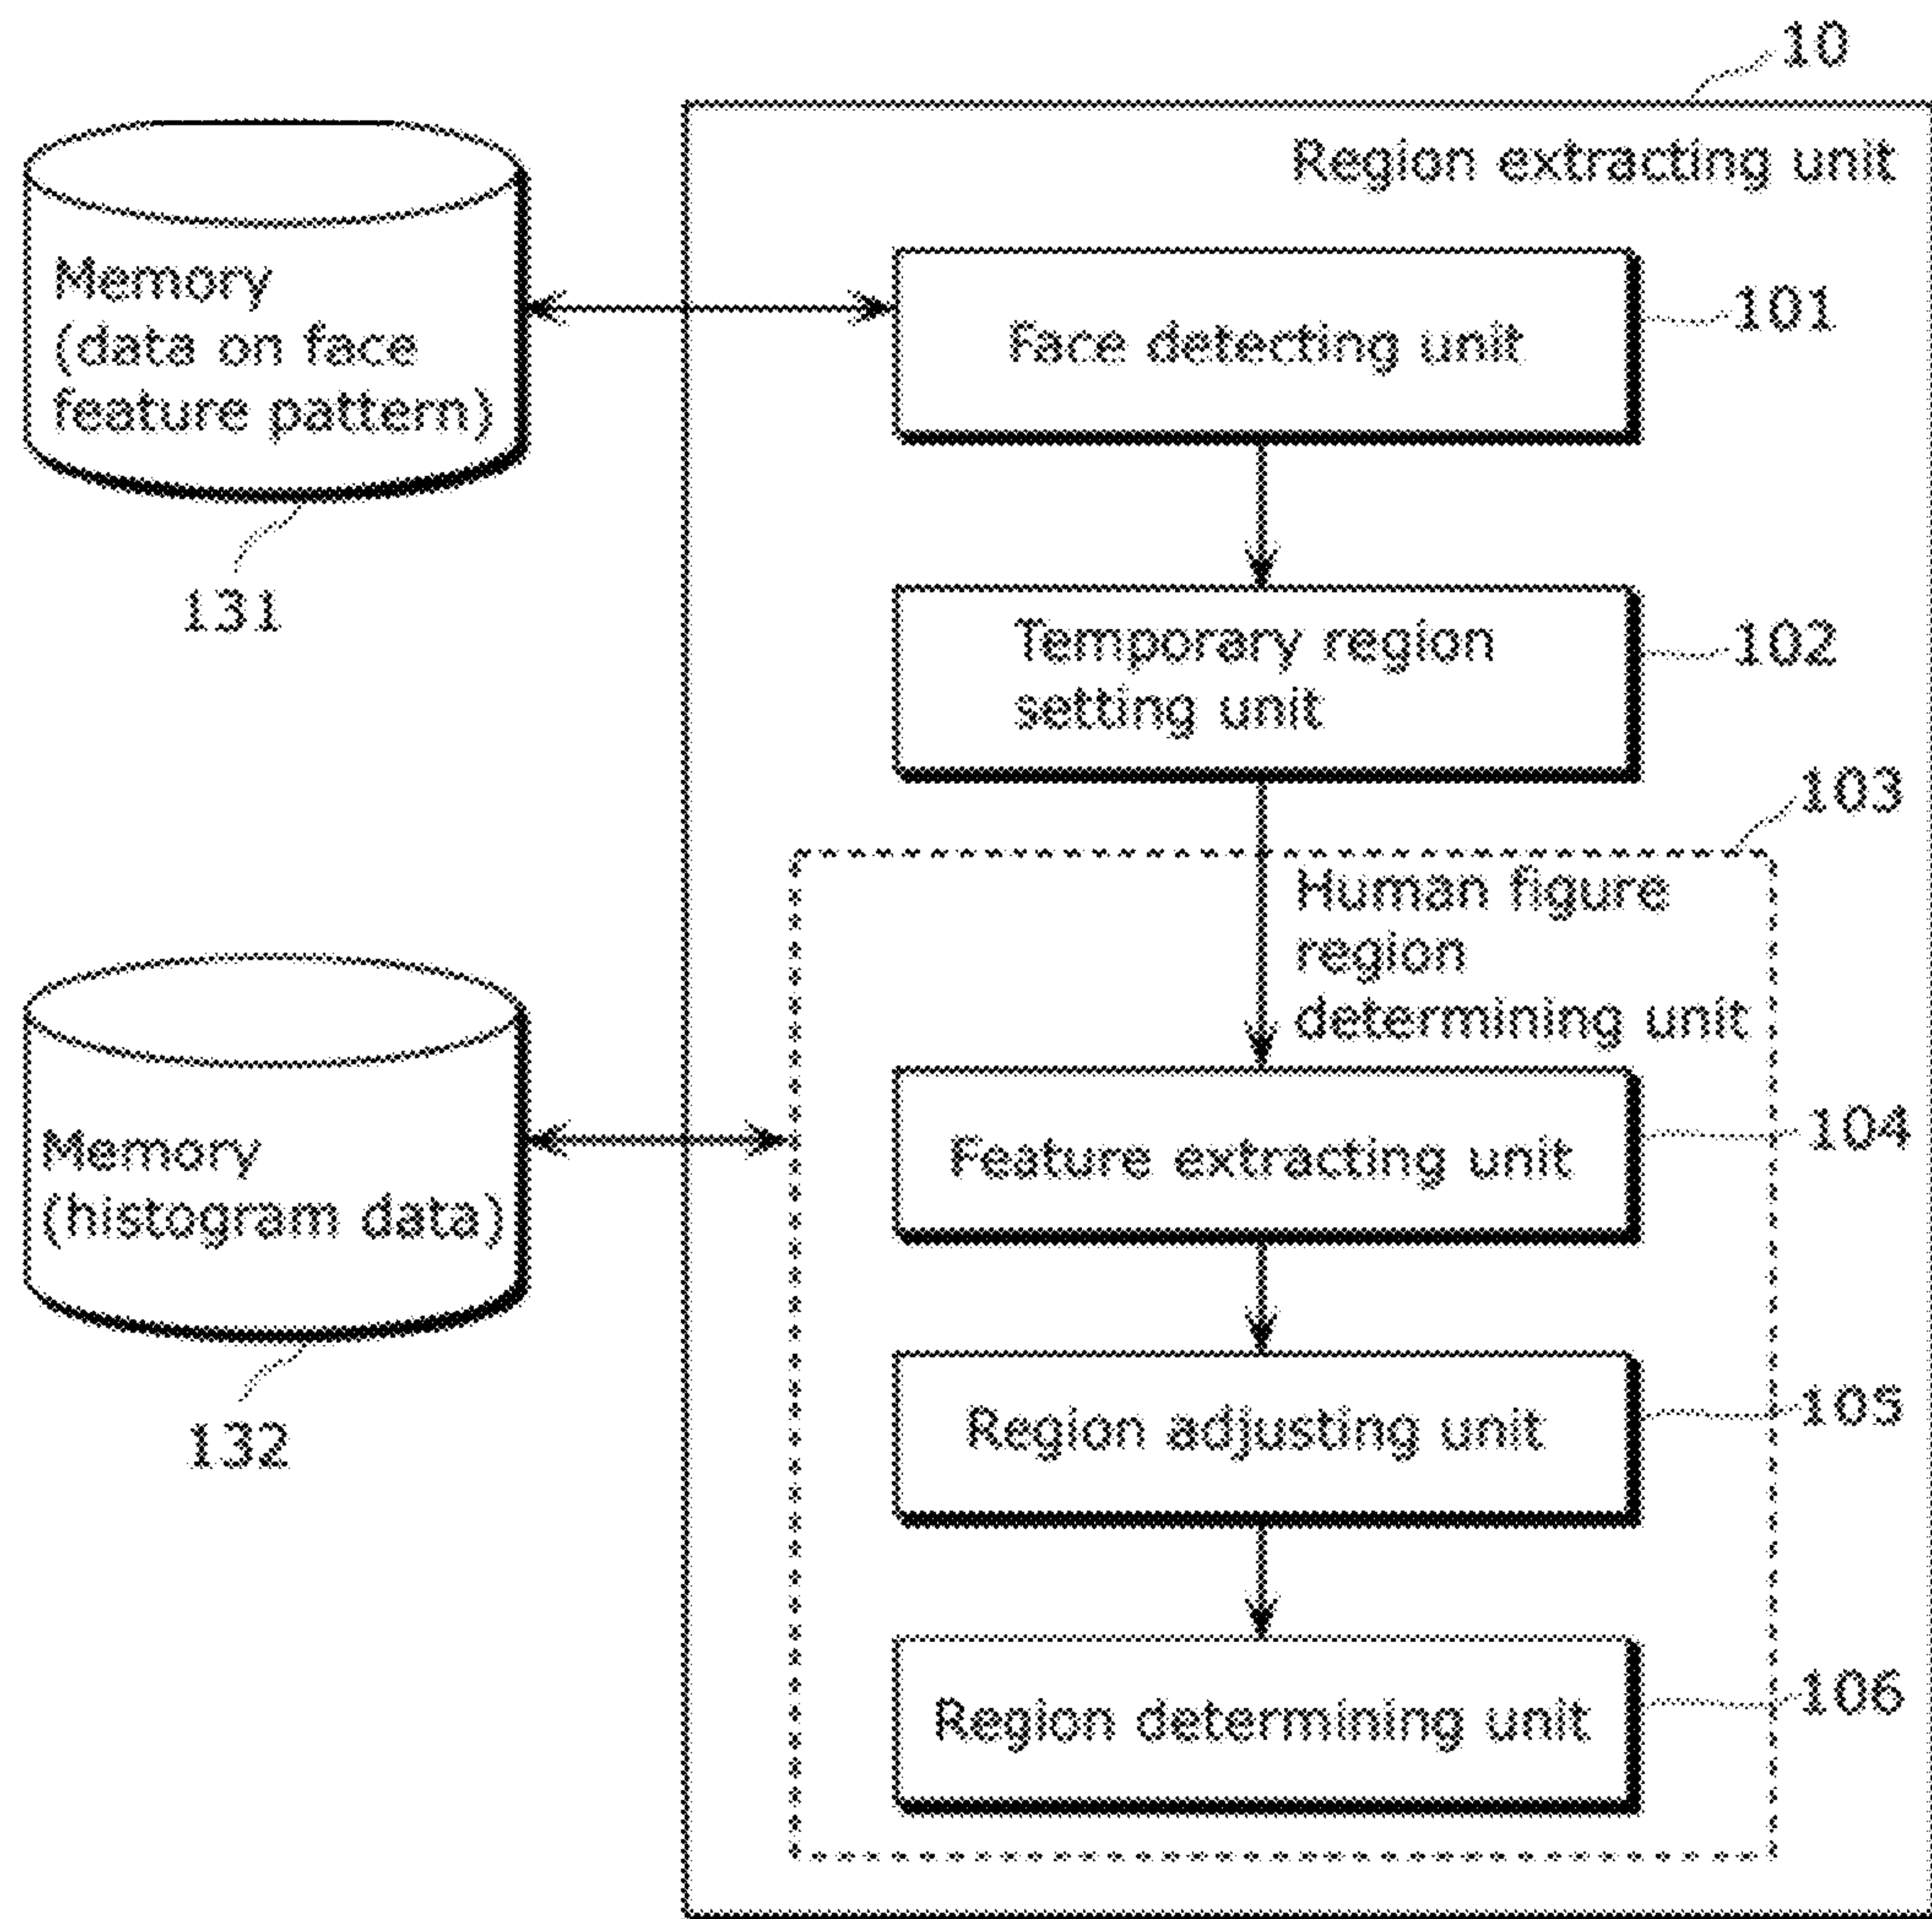 10
Region extracting unit
Memory
(data on face
feature pattern)
131
Face detecting unit
101
Temporary region
setting unit
102
103
Human figure
region
determining unit
Memory
(histogram data)
132
Feature extracting unit
104
Region adjusting unit
105
Region determining unit
106